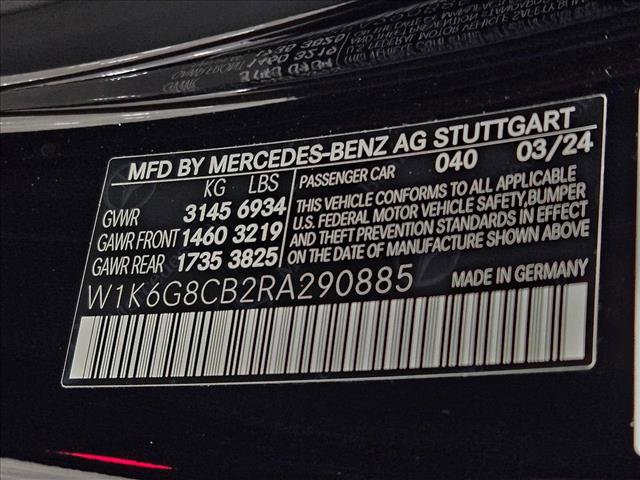 MFD BY MERCEDES-BENZ AG STUTTGART
KG LBS PASSENGER CAR 040 03/24
GVWR 3145 6934
GAWR FRONT 1460 3219
GAWR REAR 1735 3825
THIS VEHICLE CONFORMS TO ALL APPLICABLE
U.S. FEDERAL MOTOR VEHICLE SAFETY,BUMPER
AND THEFT PREVENTION STANDARDS IN EFFECT
ON THE DATE OF MANUFACTURE SHOWN ABOVE
W1K6G8CB2RA290885 MADE IN GERMANY